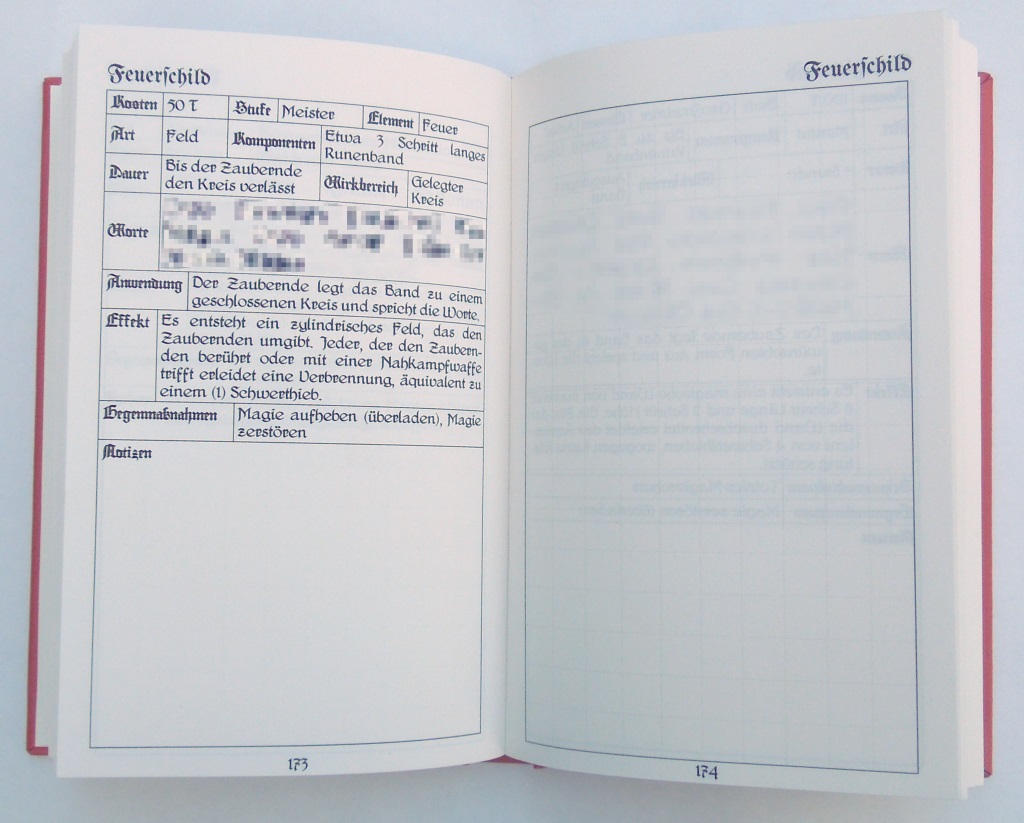 Feuerſchild
Kosten 50 T Stufe Meister Element Feuer
Art Feld Komponenten Etwa 3 Schritt langes
Runenband
Dauer Bis der Zaubernde
den Kreis verlässt Wirkbereich Gelegter
Kreis
Worte
Anwendung Der Zaubernde legt das Band zu einem
geschlossenen Kreis und spricht die Worte.
Effekt Es entsteht ein zylindrisches Feld, das den
Zaubernden umgibt. Jeder, der den Zaubern-
den berührt oder mit einer Nahkampfwaffe
trifft erleidet eine Verbrennung, äquivalent zu
einem (1) Schwerthieb.
Gegenmaßnahmen Magie aufheben (überladen), Magie
zerstören
Notizen
173
Feuerſchild
174